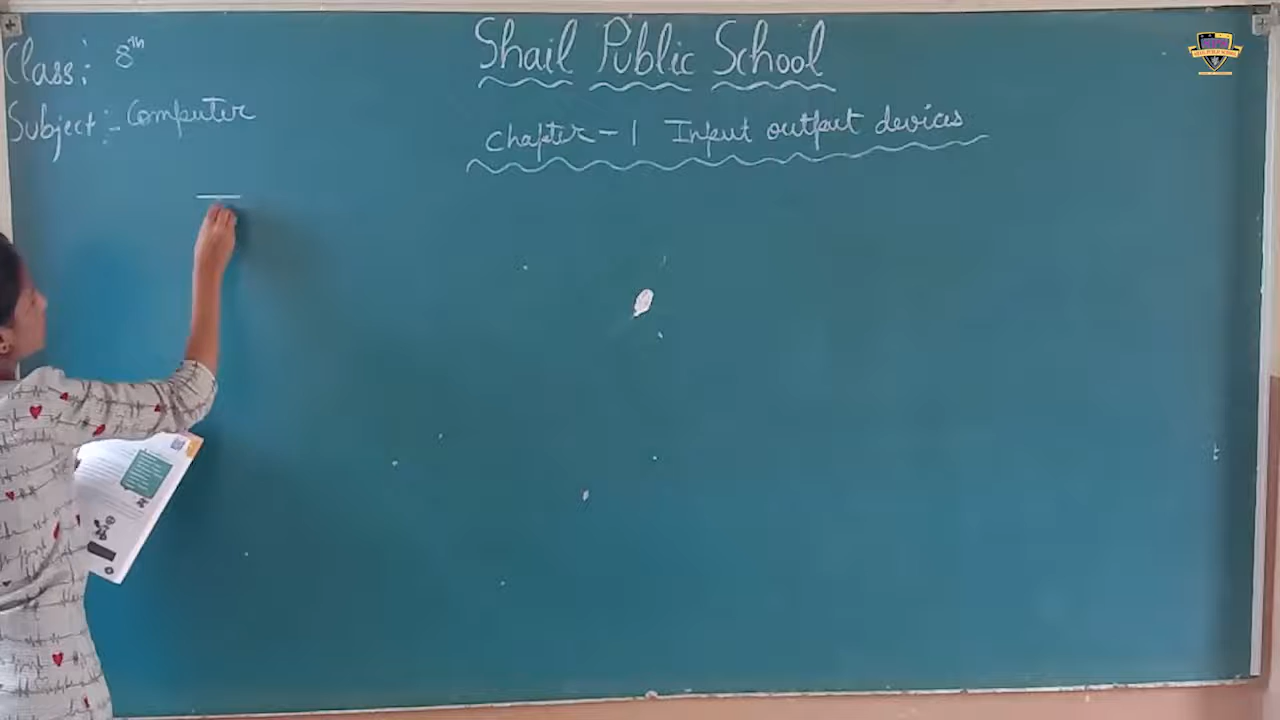 Shail Public School
Class: 8th
Subject:- Computer
Chapter-1 Input output devices